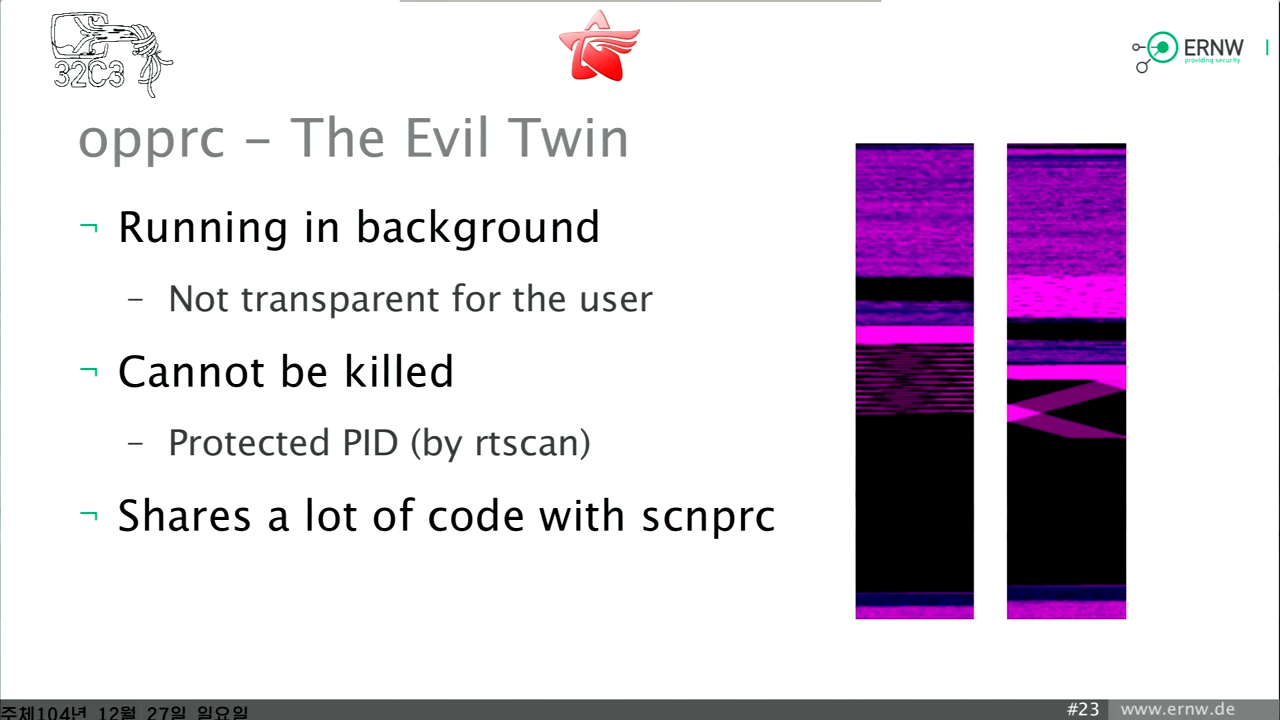 32C3
ERNW
providing security.
opprc – The Evil Twin
¬ Running in background
– Not transparent for the user
¬ Cannot be killed
– Protected PID (by rtscan)
¬ Shares a lot of code with scnprc
주체104년 12월 27일 일요일
#23
www.ernw.de